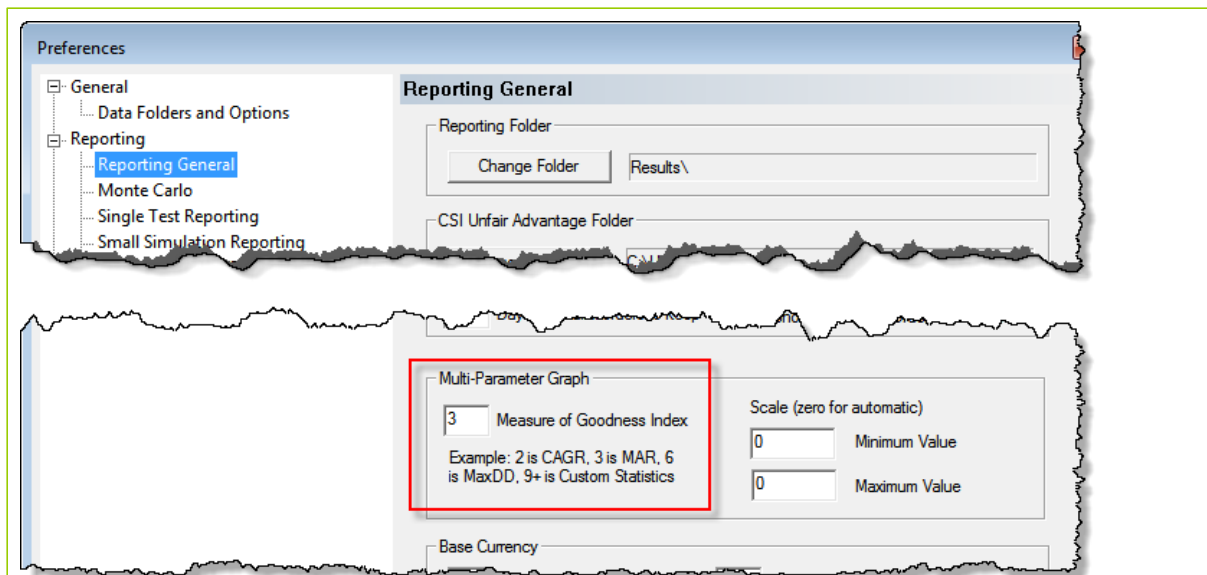 Preferences
General
Data Folders and Options
Reporting
Reporting General
Monte Carlo
Single Test Reporting
Small Simulation Reporting
Reporting General
Reporting Folder
Change Folder
Results\
CSI Unfair Advantage Folder
Multi-Parameter Graph
3 Measure of Goodness Index
Example: 2 is CAGR, 3 is MAR, 6
is MaxDD, 9+ is Custom Statistics
Scale (zero for automatic)
0 Minimum Value
0 Maximum Value
Base Currency